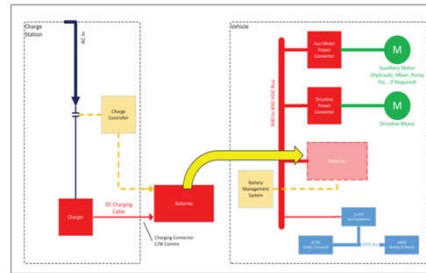 Charge
Station
AC In
Charge
Controller
Charger
DC Charging
Cable
Batteries
Charging Connector
C/W Comms
Vehicle
Aux Motor
Power
Converter
M
Auxiliary Motor
(Hydraulic, Mixer, Pump
Etc., if Required)
Driveline
Power
Converter
M
Driveline Motor
Batteries
Battery
Management
System